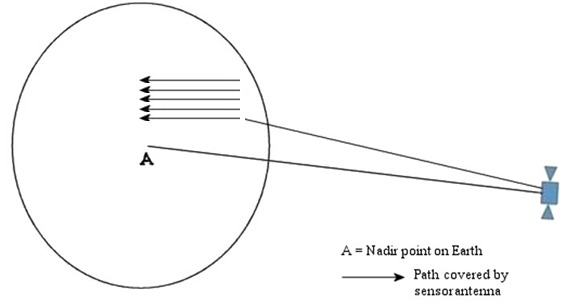 A
A = Nadir point on Earth
Path covered by
sensorantenna